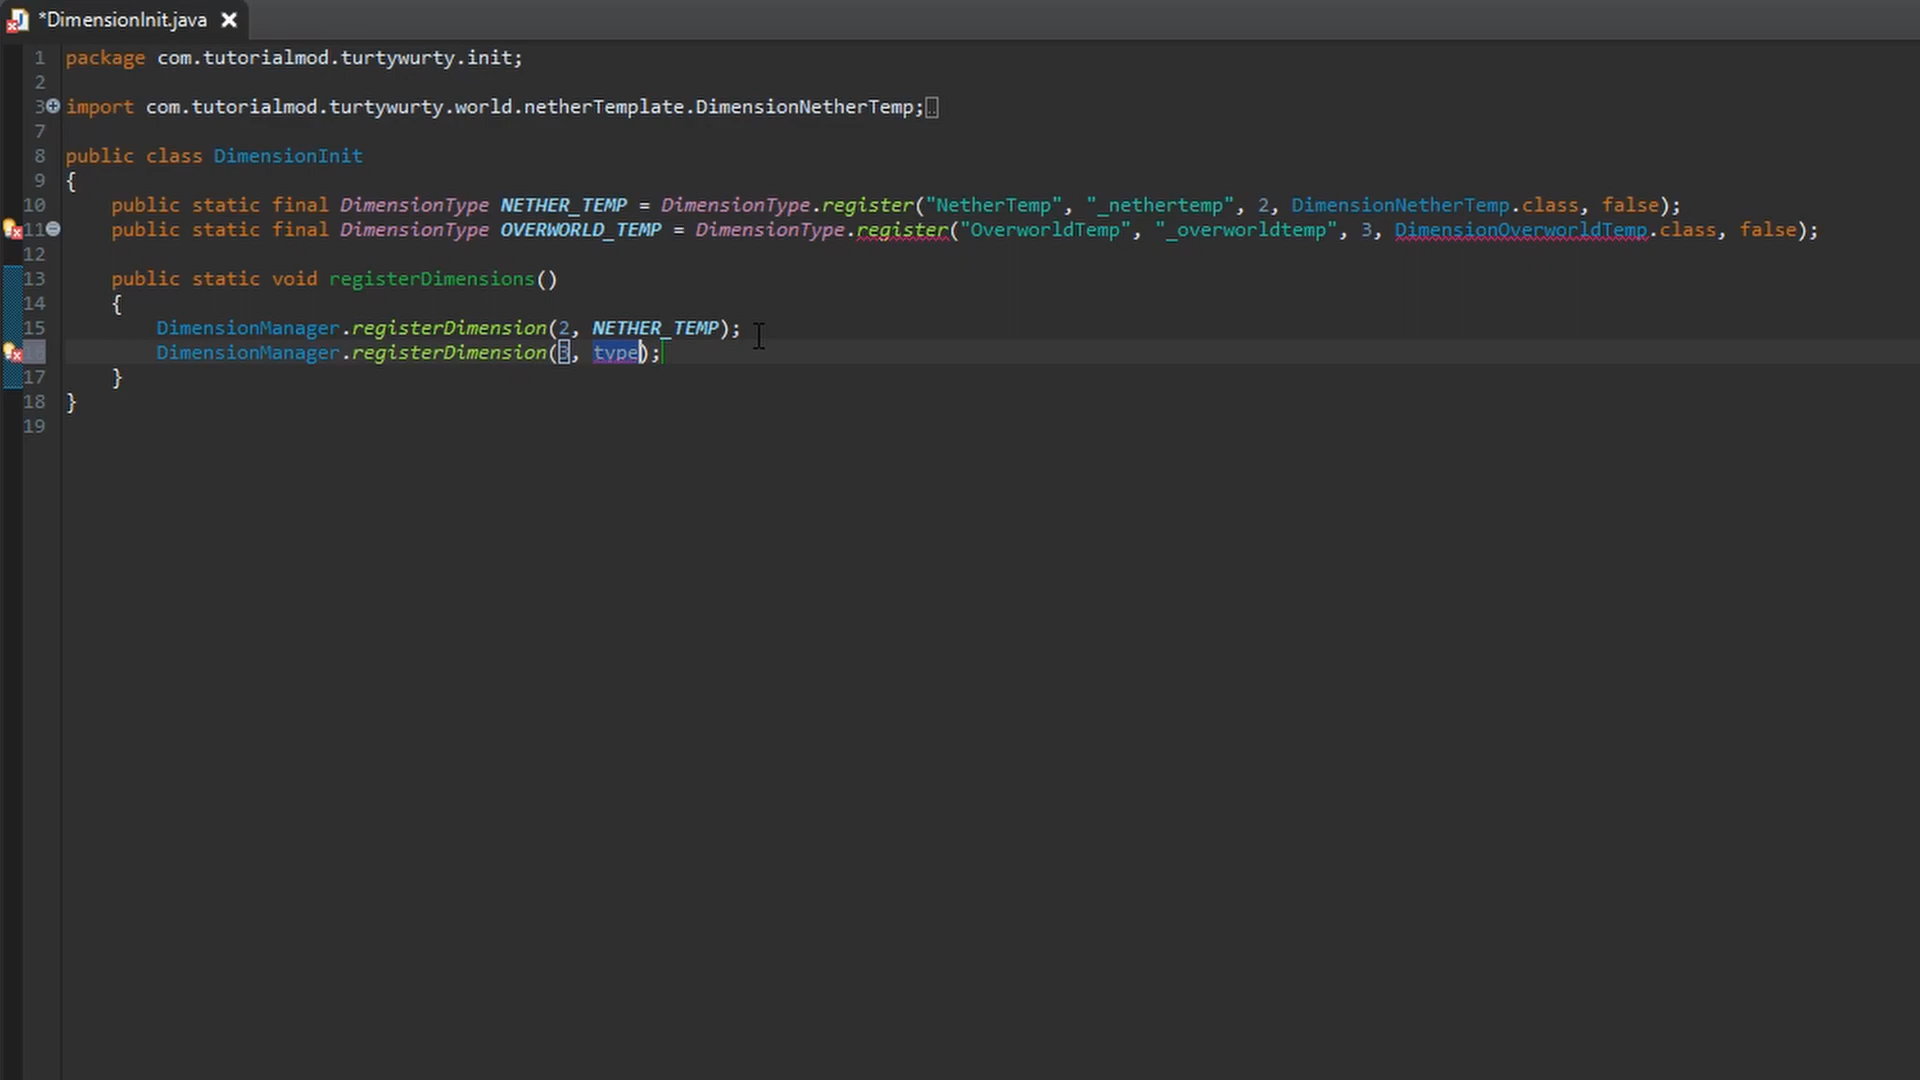 *DimensionInit.java
1 package com.tutorialmod.turtywurty.init;
2
3 import com.tutorialmod.turtywurty.world.netherTemplate.DimensionNetherTemp;
7
8 public class DimensionInit
9 {
10 public static final DimensionType NETHER_TEMP = DimensionType.register("NetherTemp", "_nethertemp", 2, DimensionNetherTemp.class, false);
11 public static final DimensionType OVERWORLD_TEMP = DimensionType.register("OverworldTemp", "_overworldtemp", 3, DimensionOverworldTemp.class, false);
12
13 public static void registerDimensions()
14 {
15 DimensionManager.registerDimension(2, NETHER_TEMP);
16 DimensionManager.registerDimension(3, type);
17 }
18 }
19